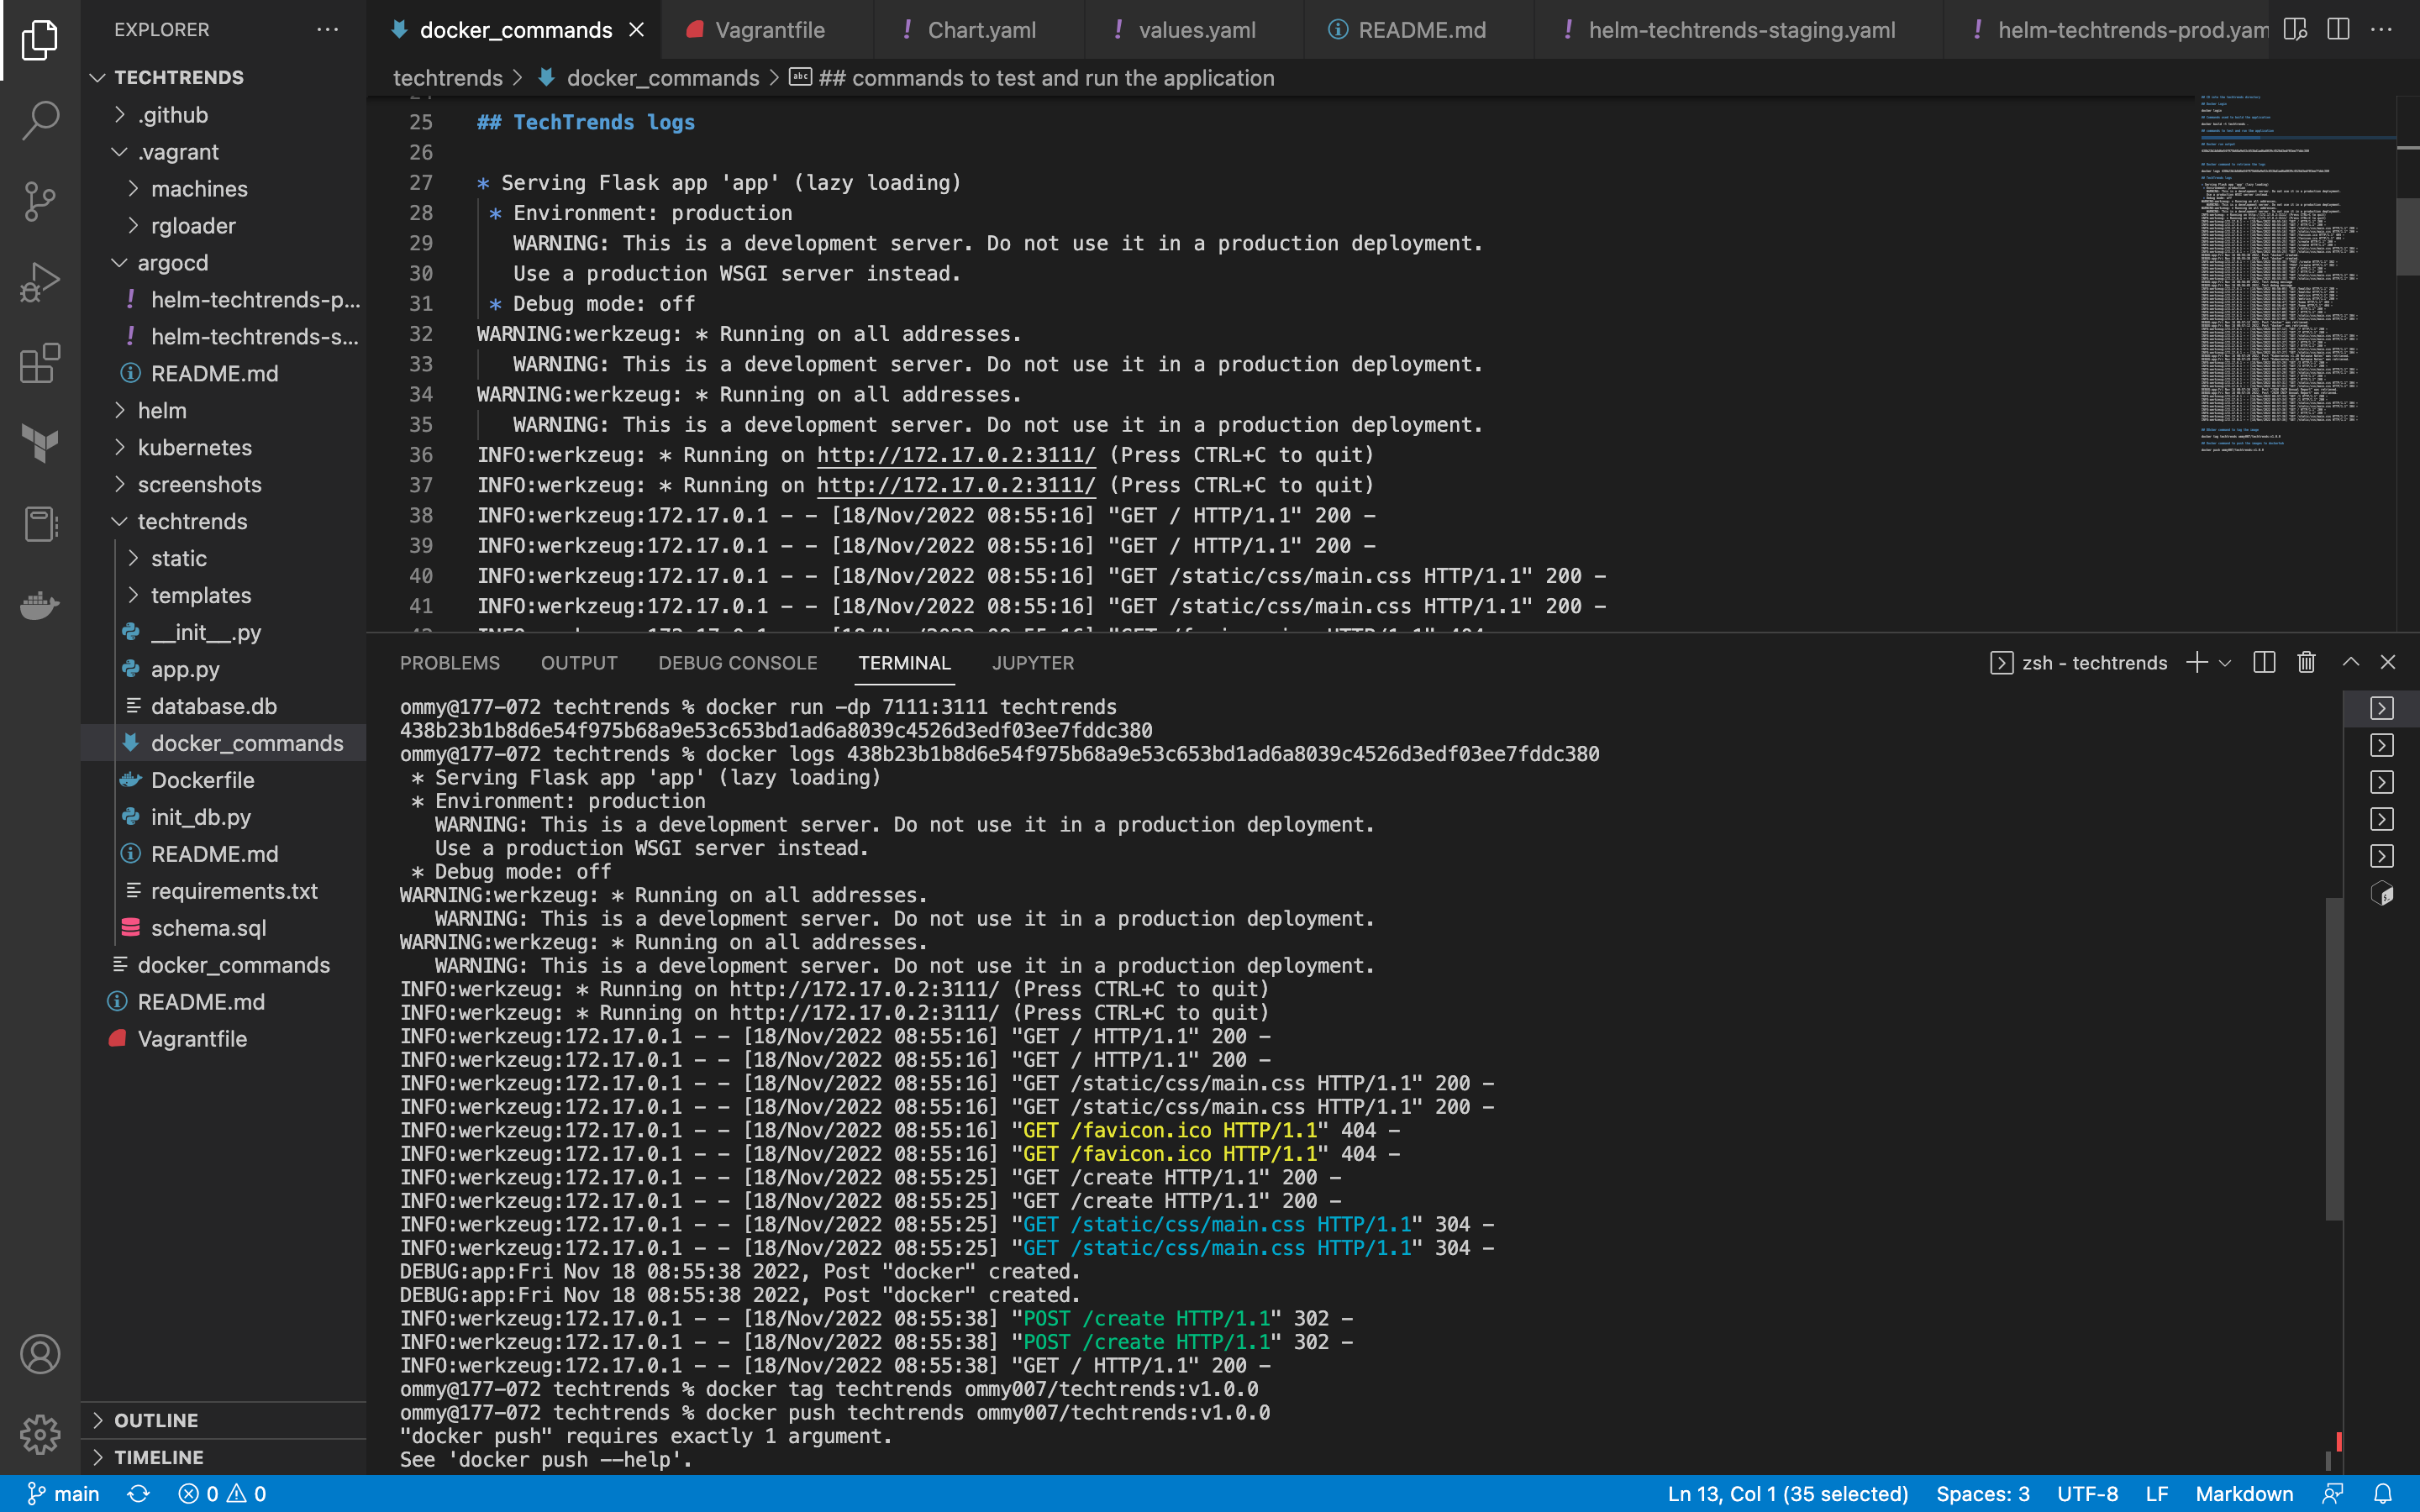 EXPLORER
TECHTRENDS
.github
.vagrant
machines
rgloader
argocd
helm-techtrends-p...
helm-techtrends-s...
README.md
helm
kubernetes
screenshots
techtrends
static
templates
__init__.py
app.py
database.db
docker_commands
Dockerfile
init_db.py
README.md
requirements.txt
schema.sql
docker_commands
README.md
Vagrantfile
OUTLINE
TIMELINE
docker_commands Vagrantfile Chart.yaml values.yaml README.md helm-techtrends-staging.yaml helm-techtrends-prod.yam
techtrends > docker_commands > ## commands to test and run the application
25 ## TechTrends logs
26
27 * Serving Flask app 'app' (lazy loading)
28 * Environment: production
29 WARNING: This is a development server. Do not use it in a production deployment.
30 Use a production WSGI server instead.
31 * Debug mode: off
32 WARNING:werkzeug: * Running on all addresses.
33 WARNING: This is a development server. Do not use it in a production deployment.
34 WARNING:werkzeug: * Running on all addresses.
35 WARNING: This is a development server. Do not use it in a production deployment.
36 INFO:werkzeug: * Running on http://172.17.0.2:3111/ (Press CTRL+C to quit)
37 INFO:werkzeug: * Running on http://172.17.0.2:3111/ (Press CTRL+C to quit)
38 INFO:werkzeug:172.17.0.1 - - [18/Nov/2022 08:55:16] "GET / HTTP/1.1" 200 -
39 INFO:werkzeug:172.17.0.1 - - [18/Nov/2022 08:55:16] "GET / HTTP/1.1" 200 -
40 INFO:werkzeug:172.17.0.1 - - [18/Nov/2022 08:55:16] "GET /static/css/main.css HTTP/1.1" 200 -
41 INFO:werkzeug:172.17.0.1 - - [18/Nov/2022 08:55:16] "GET /static/css/main.css HTTP/1.1" 200 -
PROBLEMS OUTPUT DEBUG CONSOLE TERMINAL JUPYTER zsh - techtrends
ommy@177-072 techtrends % docker run -dp 7111:3111 techtrends
438b23b1b8d6e54f975b68a9e53c653bd1ad6a8039c4526d3edf03ee7fddc380
ommy@177-072 techtrends % docker logs 438b23b1b8d6e54f975b68a9e53c653bd1ad6a8039c4526d3edf03ee7fddc380
* Serving Flask app 'app' (lazy loading)
* Environment: production
WARNING: This is a development server. Do not use it in a production deployment.
Use a production WSGI server instead.
* Debug mode: off
WARNING:werkzeug: * Running on all addresses.
WARNING: This is a development server. Do not use it in a production deployment.
WARNING:werkzeug: * Running on all addresses.
WARNING: This is a development server. Do not use it in a production deployment.
INFO:werkzeug: * Running on http://172.17.0.2:3111/ (Press CTRL+C to quit)
INFO:werkzeug: * Running on http://172.17.0.2:3111/ (Press CTRL+C to quit)
INFO:werkzeug:172.17.0.1 - - [18/Nov/2022 08:55:16] "GET / HTTP/1.1" 200 -
INFO:werkzeug:172.17.0.1 - - [18/Nov/2022 08:55:16] "GET / HTTP/1.1" 200 -
INFO:werkzeug:172.17.0.1 - - [18/Nov/2022 08:55:16] "GET /static/css/main.css HTTP/1.1" 200 -
INFO:werkzeug:172.17.0.1 - - [18/Nov/2022 08:55:16] "GET /static/css/main.css HTTP/1.1" 200 -
INFO:werkzeug:172.17.0.1 - - [18/Nov/2022 08:55:16] "GET /favicon.ico HTTP/1.1" 404 -
INFO:werkzeug:172.17.0.1 - - [18/Nov/2022 08:55:16] "GET /favicon.ico HTTP/1.1" 404 -
INFO:werkzeug:172.17.0.1 - - [18/Nov/2022 08:55:25] "GET /create HTTP/1.1" 200 -
INFO:werkzeug:172.17.0.1 - - [18/Nov/2022 08:55:25] "GET /create HTTP/1.1" 200 -
INFO:werkzeug:172.17.0.1 - - [18/Nov/2022 08:55:25] "GET /static/css/main.css HTTP/1.1" 304 -
INFO:werkzeug:172.17.0.1 - - [18/Nov/2022 08:55:25] "GET /static/css/main.css HTTP/1.1" 304 -
DEBUG:app:Fri Nov 18 08:55:38 2022, Post "docker" created.
DEBUG:app:Fri Nov 18 08:55:38 2022, Post "docker" created.
INFO:werkzeug:172.17.0.1 - - [18/Nov/2022 08:55:38] "POST /create HTTP/1.1" 302 -
INFO:werkzeug:172.17.0.1 - - [18/Nov/2022 08:55:38] "POST /create HTTP/1.1" 302 -
INFO:werkzeug:172.17.0.1 - - [18/Nov/2022 08:55:38] "GET / HTTP/1.1" 200 -
ommy@177-072 techtrends % docker tag techtrends ommy007/techtrends:v1.0.0
ommy@177-072 techtrends % docker push techtrends ommy007/techtrends:v1.0.0
"docker push" requires exactly 1 argument.
See 'docker push --help'.
main 0 0 Ln 13, Col 1 (35 selected) Spaces: 3 UTF-8 LF Markdown